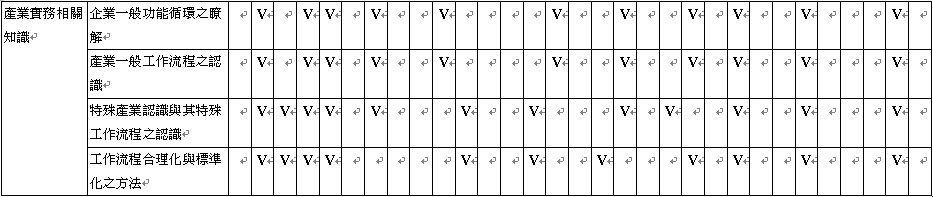 產業實務相關
知識
企業一般功能循環之瞭
解
V V V V V V V V V V V
產業一般工作流程之認
識
V V V V V V V V V V V
特殊產業認識與其特殊
工作流程之認識
V V V V V V V V V V V V
工作流程合理化與標準
化之方法
V V V V V V V V V V V